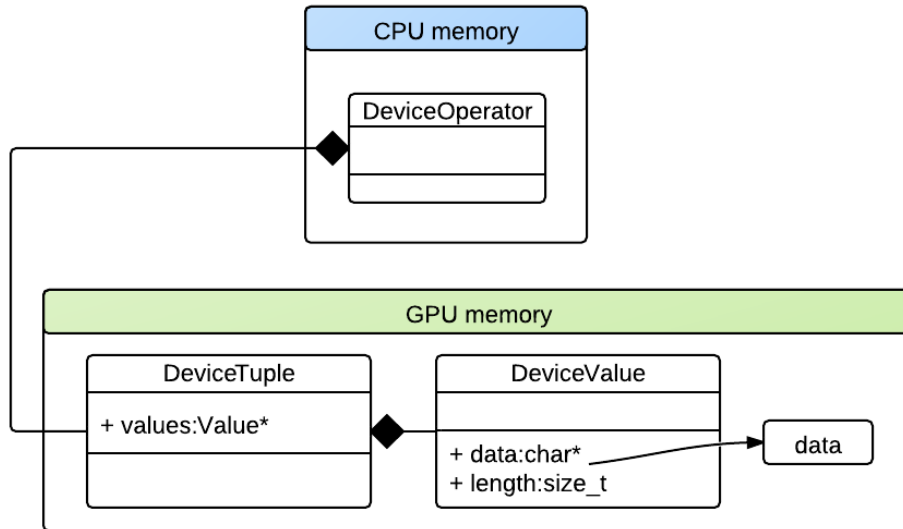 CPU memory
DeviceOperator
GPU memory
DeviceTuple
+ values:Value*
DeviceValue
+ data:char*
+ length:size_t
data